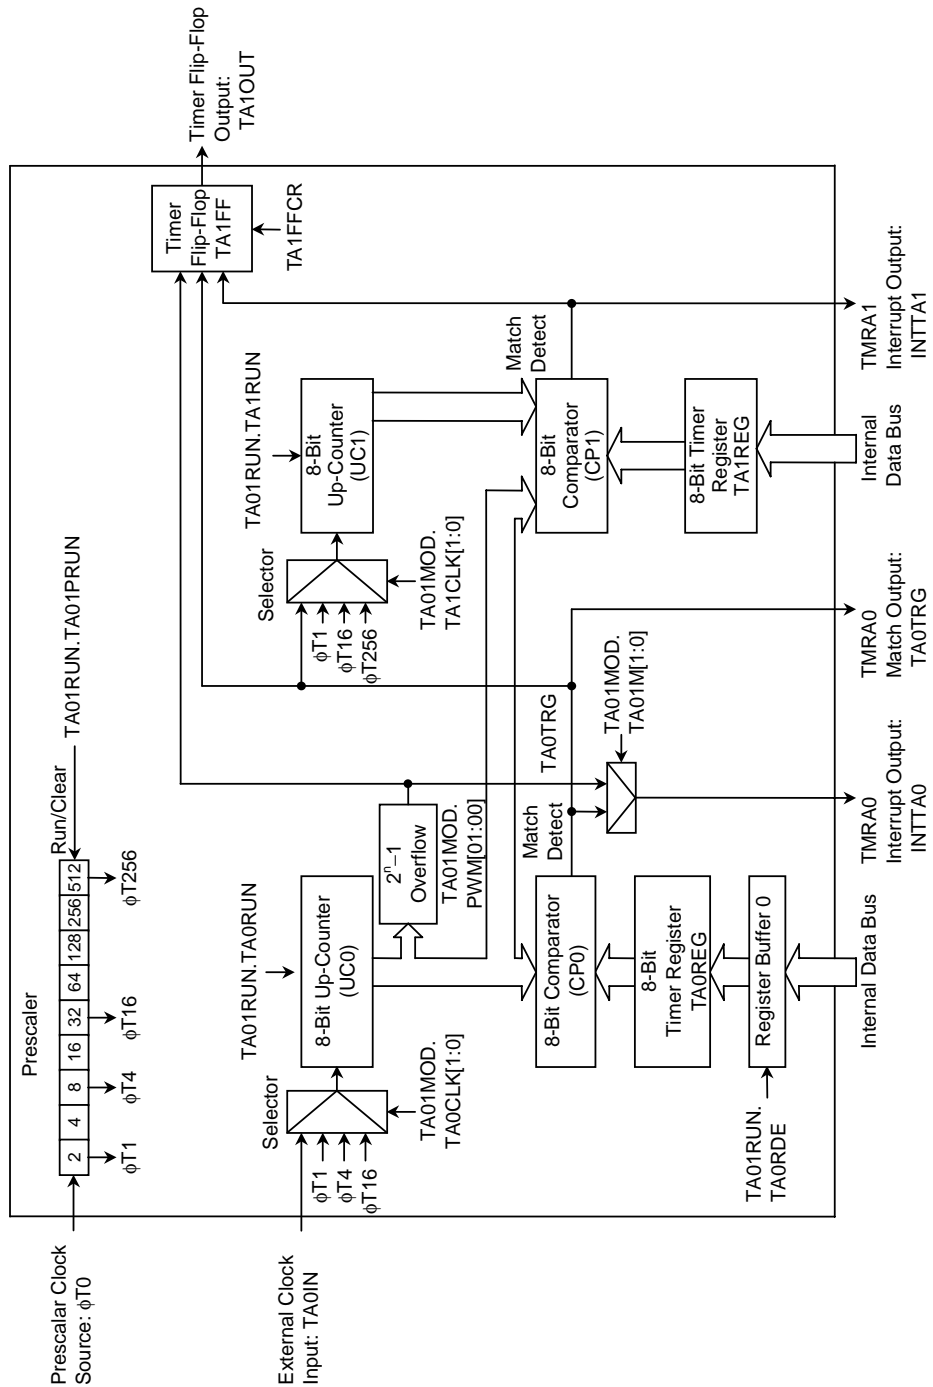 Prescalar Clock
Source: φT0
Prescaler
2 4 8 16 32 64 128 256 512
Run/Clear
TA01RUN.TA01PRUN
φT1
φT4
φT16
φT256
External Clock
Input: TA0IN
Selector
φT1
φT4
φT16
TA01MOD.
TA0CLK[1:0]
TA01RUN.TA0RUN
8-Bit Up-Counter
(UC0)
2ⁿ−1
Overflow
TA01MOD.
PWM[01:00]
8-Bit Comparator
(CP0)
Match
Detect
TA0TRG
8-Bit
Timer Register
TA0REG
Register Buffer 0
TA01RUN.
TA0RDE
Internal Data Bus
TA01MOD.
TA01M[1:0]
TMRA0
Interrupt Output:
INTTA0
TMRA0
Match Output:
TA0TRG
Selector
φT1
φT16
φT256
TA01MOD.
TA1CLK[1:0]
TA01RUN.TA1RUN
8-Bit
Up-Counter
(UC1)
8-Bit
Comparator
(CP1)
Match
Detect
8-Bit Timer
Register
TA1REG
Internal
Data Bus
TMRA1
Interrupt Output:
INTTA1
Timer
Flip-Flop
TA1FF
TA1FFCR
Timer Flip-Flop
Output:
TA1OUT